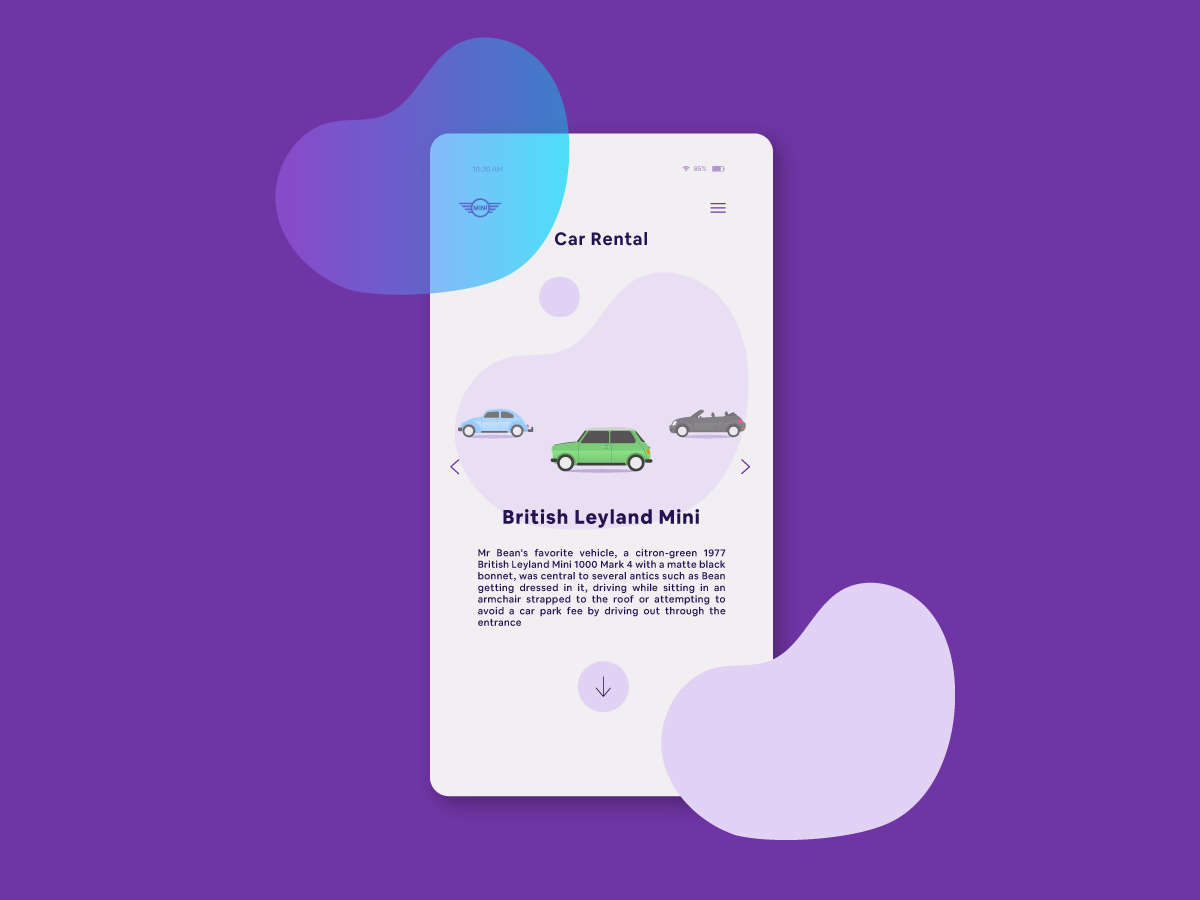 10:30 AM
85%
MINI
Car Rental
British Leyland Mini
Mr Bean's favorite vehicle, a citron-green 1977
British Leyland Mini 1000 Mark 4 with a matte black
bonnet, was central to several antics such as Bean
getting dressed in it, driving while sitting in an
armchair strapped to the roof or attempting to
avoid a car park fee by driving out through the
entrance